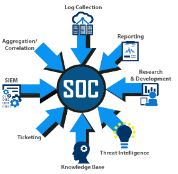 Log Collection
Aggregation/
Correlation
Reporting
SIEM
SOC
Research
& Development
Ticketing
Threat Intelligence
Knowledge Base